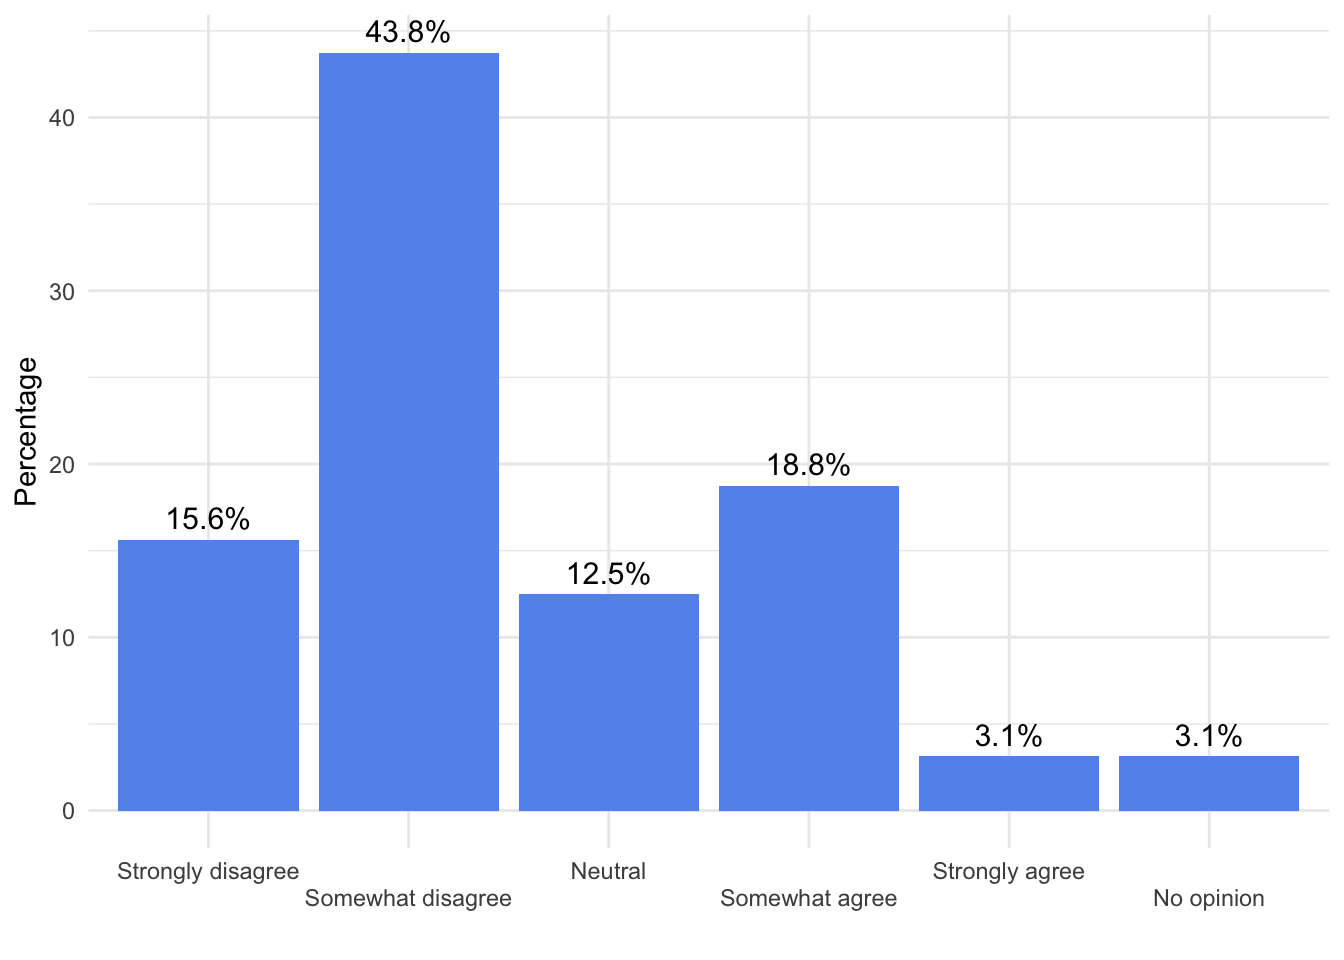 43.8%
40
30
Percentage
20
18.8%
15.6%
12.5%
10
3.1%
3.1%
0
Strongly disagree
Somewhat disagree
Neutral
Somewhat agree
Strongly agree
No opinion